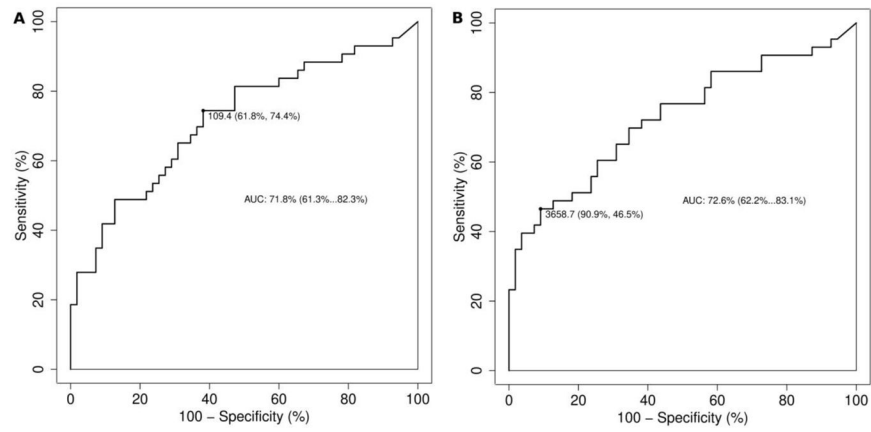 A
100
80
60
40
20
0
Sensitivity (%)
109.4 (61.8%, 74.4%)
AUC: 71.8% (61.3%...82.3%)
0 20 40 60 80 100
100 – Specificity (%)
B
100
80
60
40
20
0
Sensitivity (%)
3658.7 (90.9%, 46.5%)
AUC: 72.6% (62.2%...83.1%)
0 20 40 60 80 100
100 – Specificity (%)